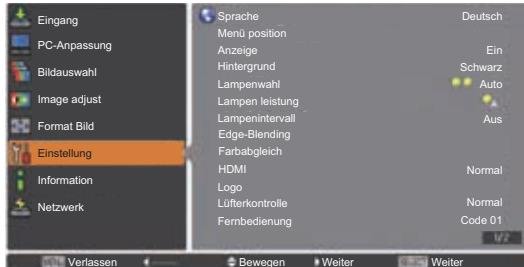 Eingang
PC-Anpassung
Bildauswahl
Image adjust
Format Bild
Einstellung
Information
Netzwerk
Sprache Deutsch
Menü position
Anzeige Ein
Hintergrund Schwarz
Lampenwahl Auto
Lampen leistung
Lampenintervall Aus
Edge-Blending
Farbabgleich
HDMI Normal
Logo
Lüfterkontrolle Normal
Fernbedienung Code 01
1/2
Verlassen Bewegen Weiter Weiter